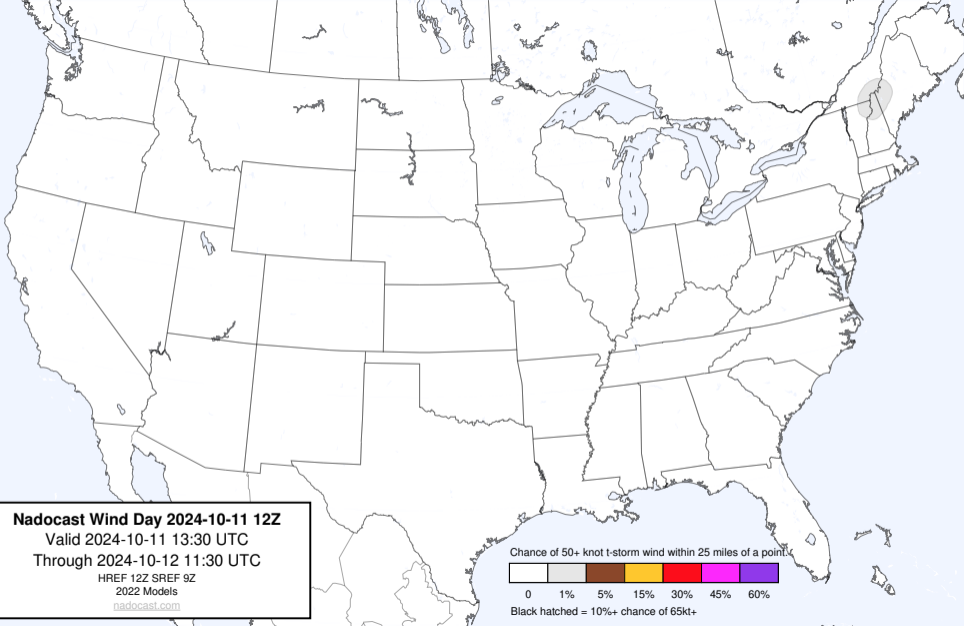 Nadocast Wind Day 2024-10-11 12Z
Valid 2024-10-11 13:30 UTC
Through 2024-10-12 11:30 UTC
HREF 12Z SREF 9Z
2022 Models
nadocast.com
Chance of 50+ knot t-storm wind within 25 miles of a point.
0 1% 5% 15% 30% 45% 60%
Black hatched = 10%+ chance of 65kt+